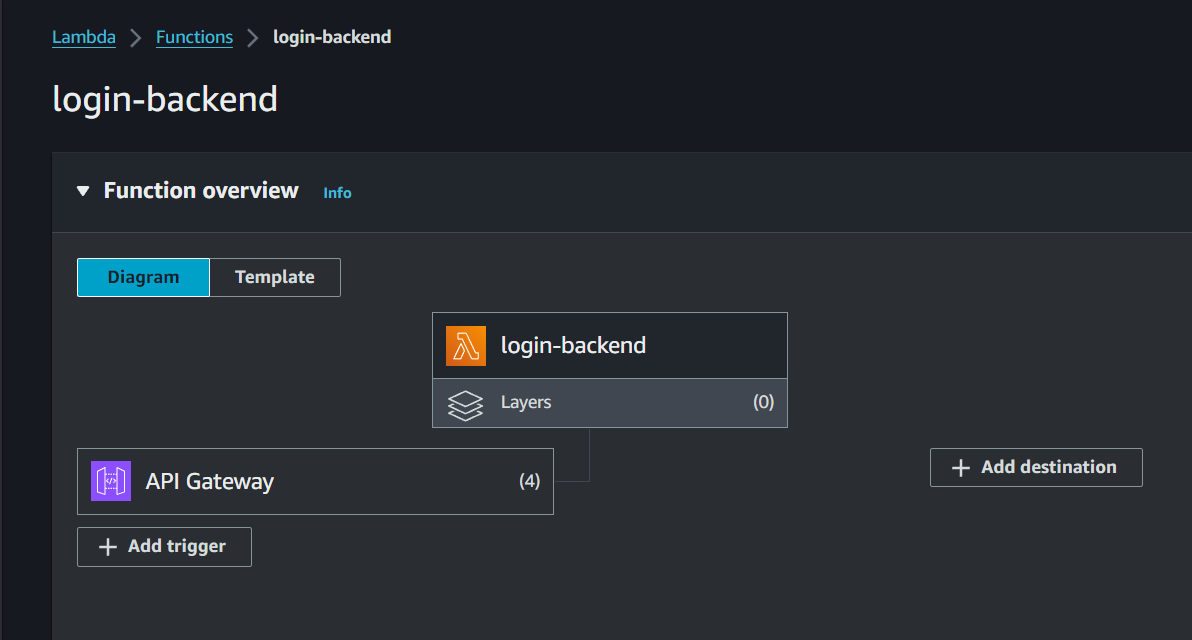 Lambda > Functions > login-backend
login-backend
Function overview Info
Diagram Template
login-backend
Layers (0)
API Gateway (4)
+ Add destination
+ Add trigger